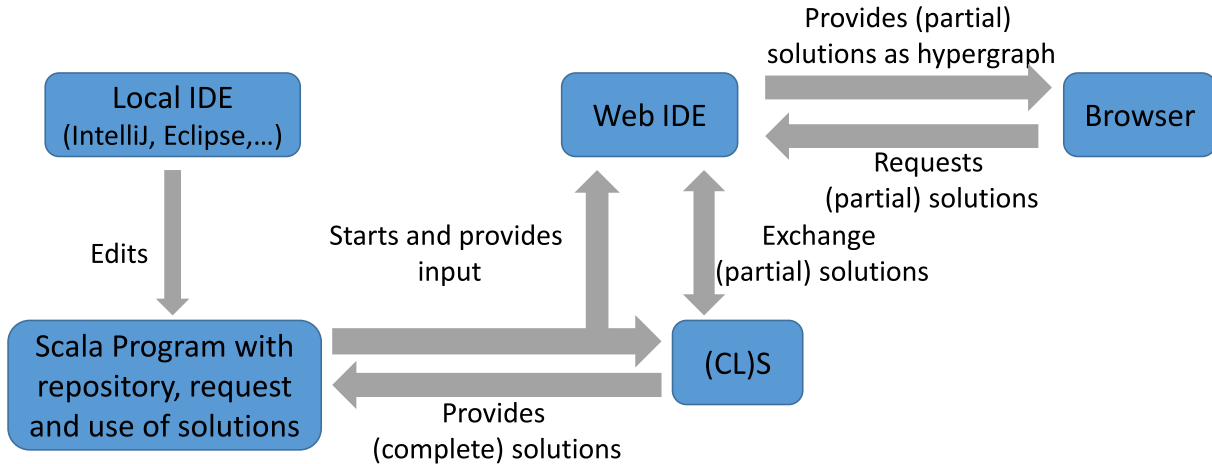 Provides (partial)
solutions as hypergraph
Local IDE
(IntelliJ, Eclipse,...)
Web IDE
Browser
Requests
(partial) solutions
Edits
Starts and provides
input
Exchange
(partial) solutions
Scala Program with
repository, request
and use of solutions
(CL)S
Provides
(complete) solutions